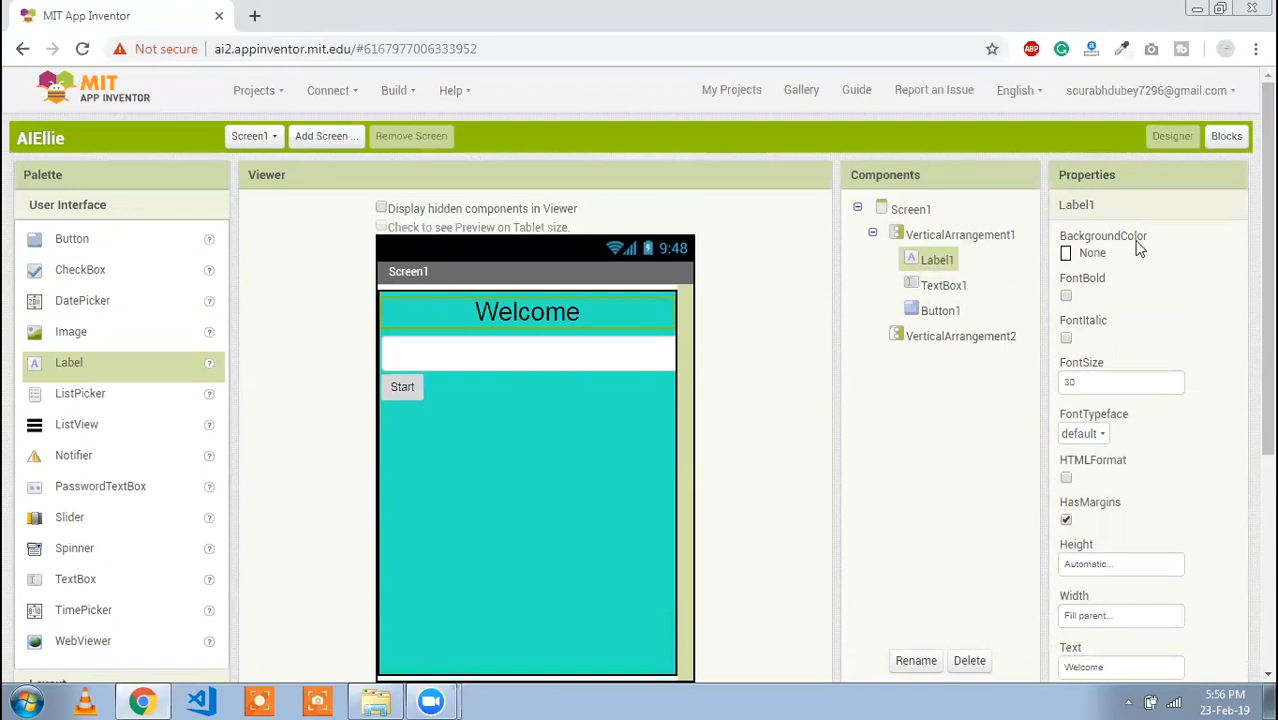 MIT App Inventor
Not secure
ai2.appinventor.mit.edu/#6167977006333952
ABP
MIT
APP INVENTOR
Projects
Connect
Build
Help
My Projects
Gallery
Guide
Report an Issue
English
sourabhdubey7296@gmail.com
AIEllie
Screen1
Add Screen ...
Remove Screen
Designer
Blocks
Palette
User Interface
Button
CheckBox
DatePicker
Image
Label
ListPicker
ListView
Notifier
PasswordTextBox
Slider
Spinner
TextBox
TimePicker
WebViewer
Viewer
Display hidden components in Viewer
Check to see Preview on Tablet size.
9:48
Screen1
Welcome
Start
Components
Screen1
VerticalArrangement1
Label1
TextBox1
Button1
VerticalArrangement2
Rename
Delete
Properties
Label1
BackgroundColor
None
FontBold
FontItalic
FontSize
30
FontTypeface
default
HTMLFormat
HasMargins
Height
Automatic...
Width
Fill parent...
Text
Welcome
5:56 PM
23-Feb-19